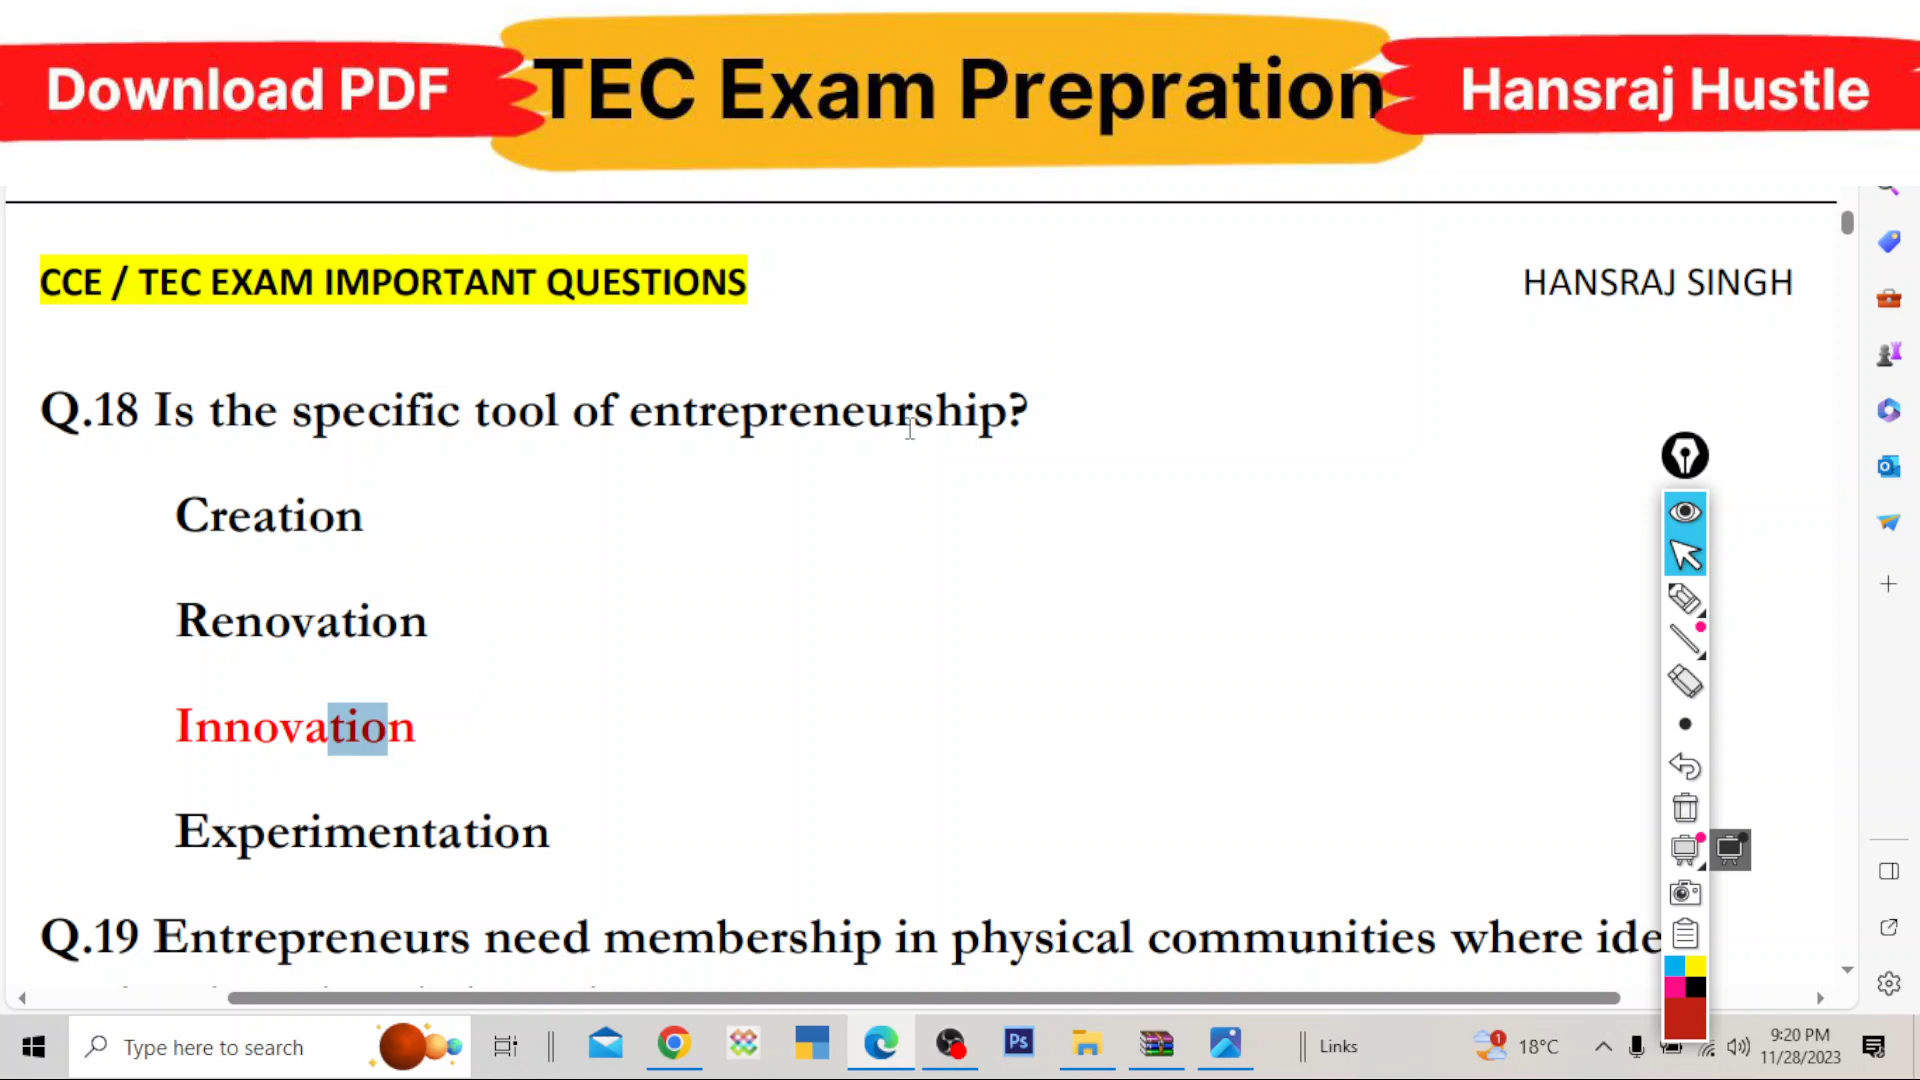 Download PDF
TEC Exam Prepration
Hansraj Hustle
CCE / TEC EXAM IMPORTANT QUESTIONS
HANSRAJ SINGH
Q.18 Is the specific tool of entrepreneurship?
Creation
Renovation
Innovation
Experimentation
Q.19 Entrepreneurs need membership in physical communities where ide
Type here to search
Ps
Links
1
18°C
9:20 PM
11/28/2023